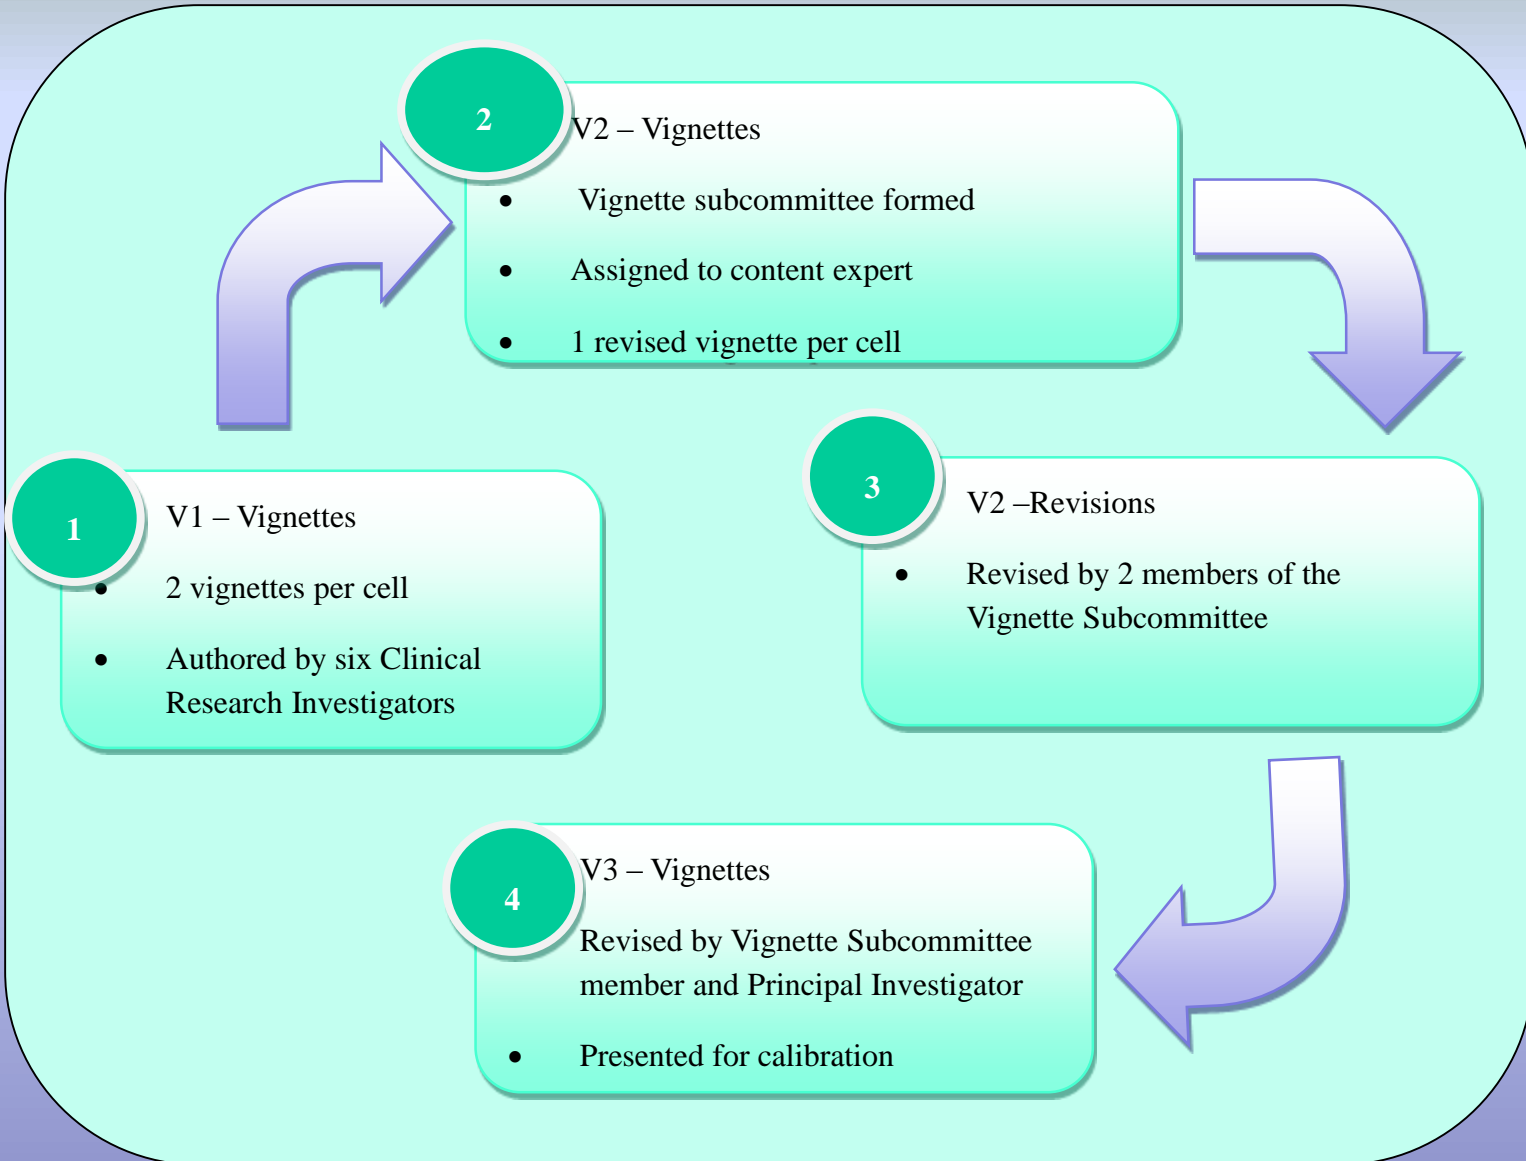 1
V1 – Vignettes
• 2 vignettes per cell
• Authored by six Clinical
Research Investigators
2
V2 – Vignettes
• Vignette subcommittee formed
• Assigned to content expert
• 1 revised vignette per cell
3
V2 –Revisions
• Revised by 2 members of the
Vignette Subcommittee
4
V3 – Vignettes
Revised by Vignette Subcommittee
member and Principal Investigator
• Presented for calibration